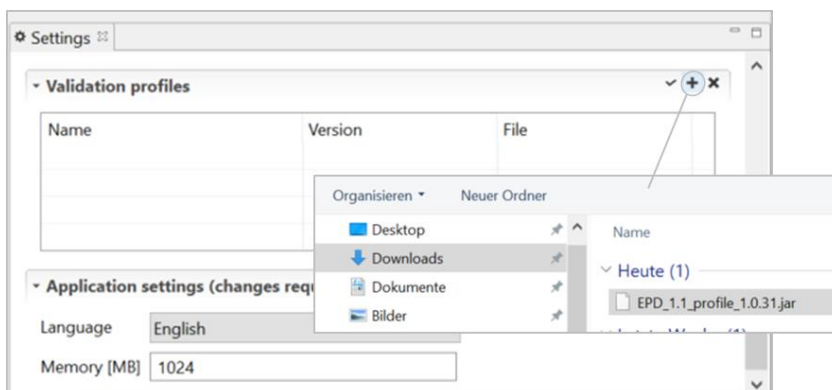 Settings
Validation profiles
Name Version File
Organisieren Neuer Ordner
Desktop
Downloads
Dokumente
Bilder
Name
Heute (1)
EPD_1.1_profile_1.0.31.jar
Application settings (changes requ
Language English
Memory [MB] 1024